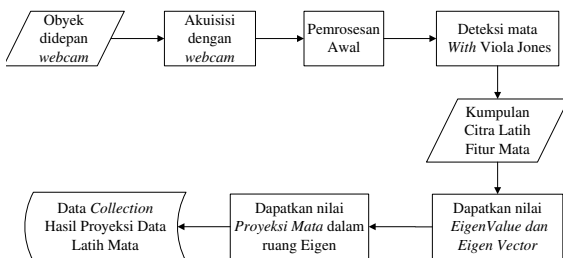 Obyek
didepan
webcam
Akuisisi
dengan
webcam
Pemrosesan
Awal
Deteksi mata
With Viola Jones
Kumpulan
Citra Latih
Fitur Mata
Dapatkan nilai
EigenValue dan
Eigen Vector
Dapatkan nilai
Proyeksi Mata dalam
ruang Eigen
Data Collection
Hasil Proyeksi Data
Latih Mata